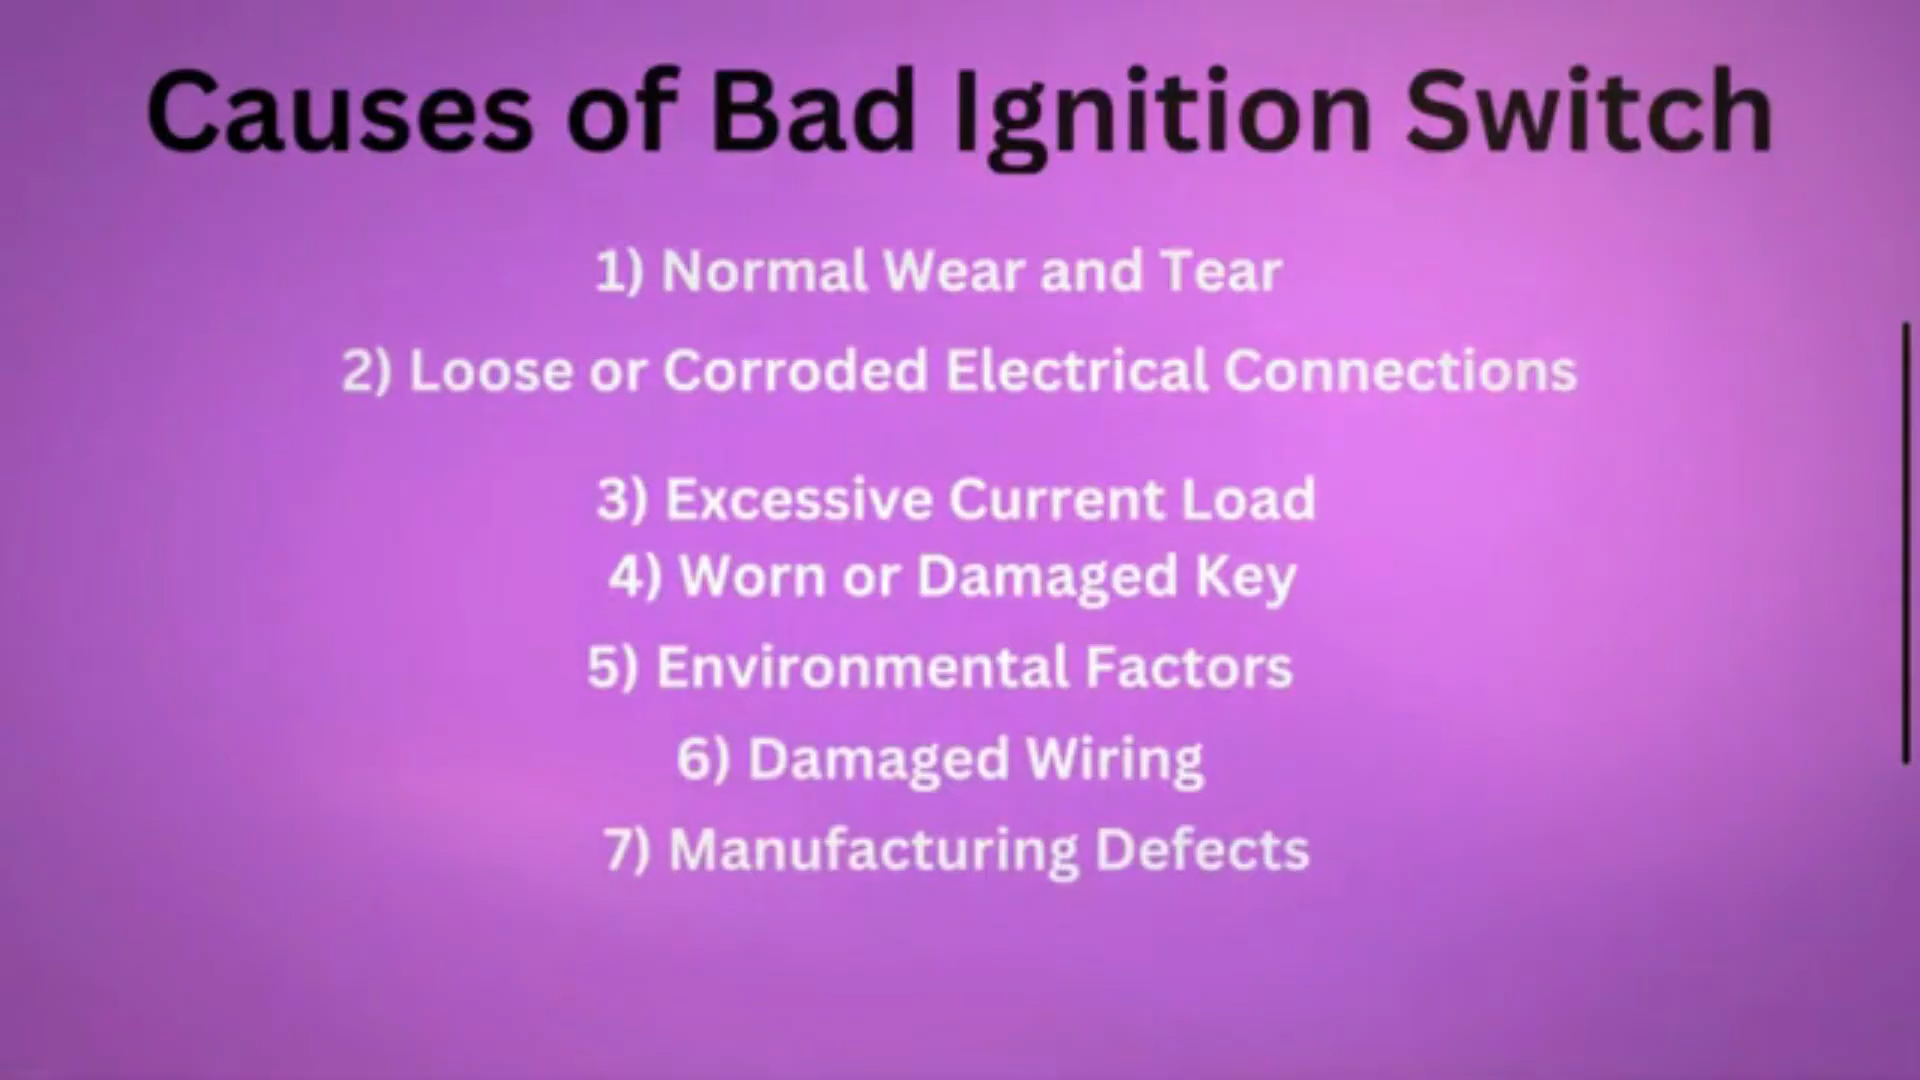 Causes of Bad Ignition Switch
1) Normal Wear and Tear
2) Loose or Corroded Electrical Connections
3) Excessive Current Load
4) Worn or Damaged Key
5) Environmental Factors
6) Damaged Wiring
7) Manufacturing Defects